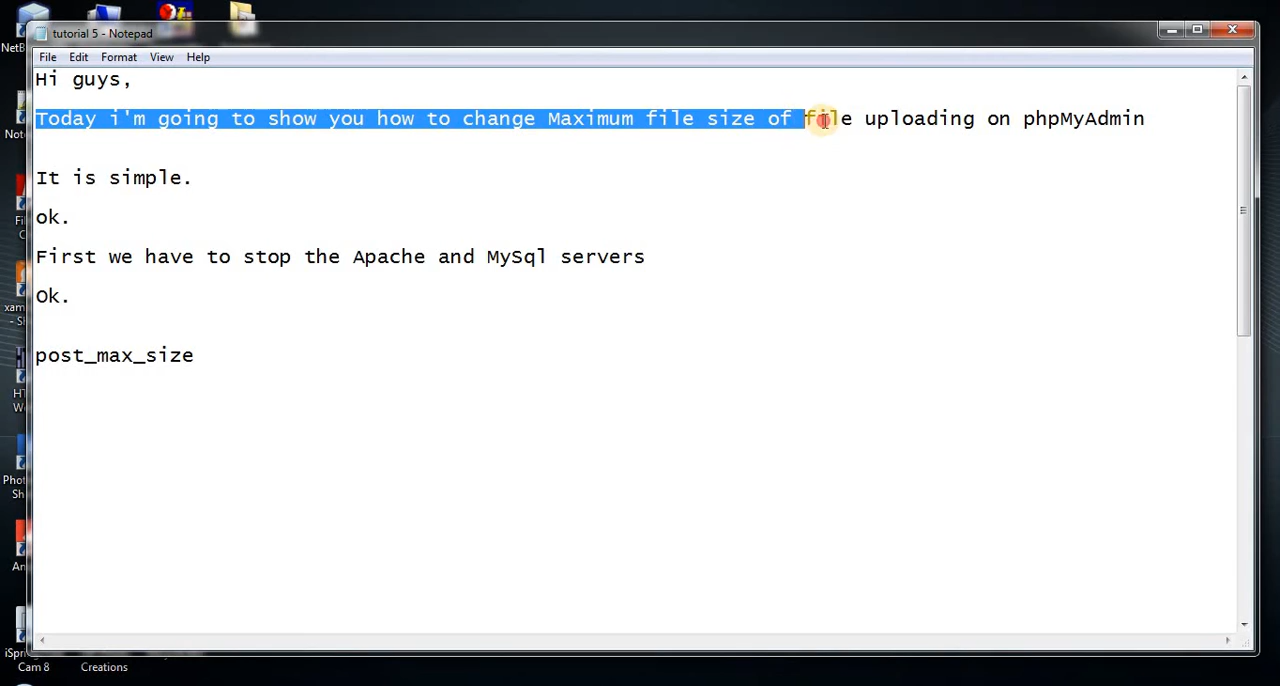 tutorial 5 - Notepad
File Edit Format View Help
Hi guys,
Today i'm going to show you how to change Maximum file size of file uploading on phpMyAdmin
It is simple.
ok.
First we have to stop the Apache and MySql servers
Ok.
post_max_size
Cam 8
Creations